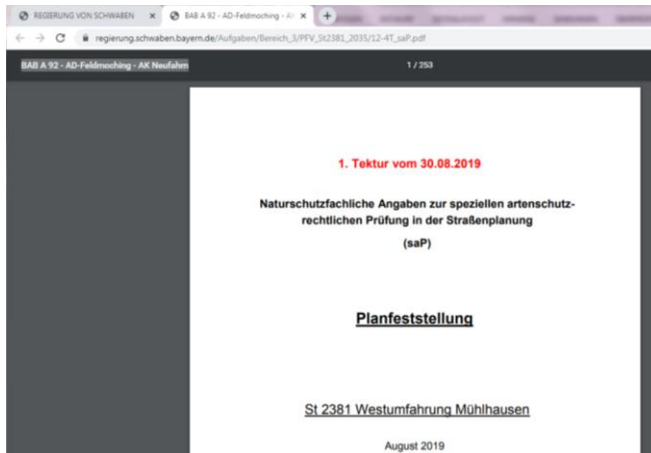 REGIERUNG VON SCHWABEN
BAB A 92 - AD-Feldmoching - A
regierung.schwaben.bayern.de/Aufgaben/Bereich_3/PFV_St2381_2035/12-4T_saP.pdf
BAB A 92 - AD-Feldmoching - AK Neufahrn
1 / 253
1. Tektur vom 30.08.2019
Naturschutzfachliche Angaben zur speziellen artenschutz-
rechtlichen Prüfung in der Straßenplanung
(saP)
Planfeststellung
St 2381 Westumfahrung Mühlhausen
August 2019